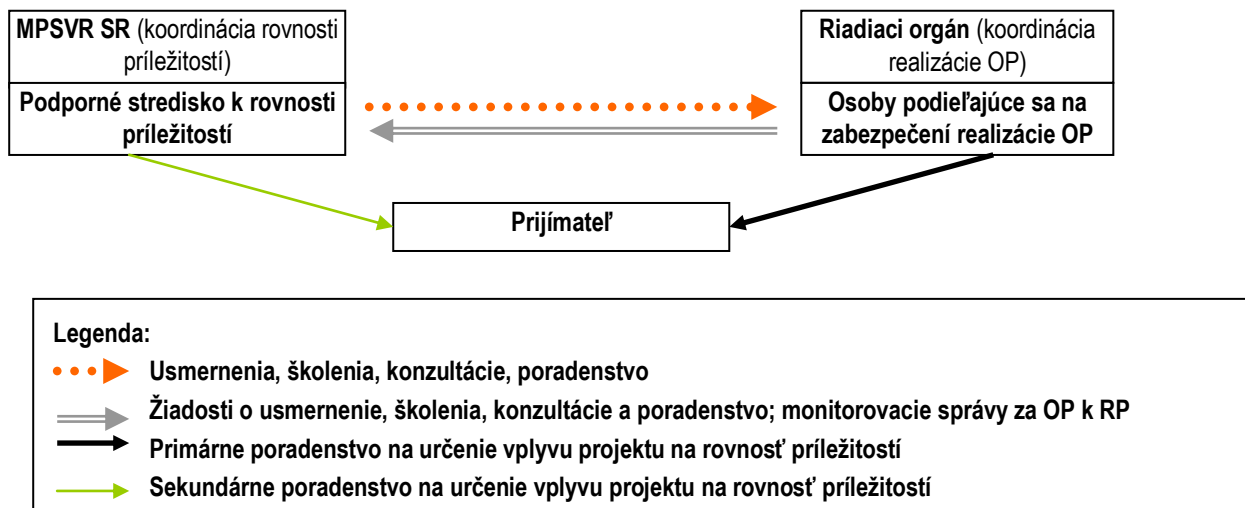 MPSVR SR (koordinácia rovnosti
príležitostí)
Podporné stredisko k rovnosti
príležitostí
Riadiaci orgán (koordinácia
realizácie OP)
Osoby podieľajúce sa na
zabezpečení realizácie OP
Prijímateľ
Legenda:
Usmernenia, školenia, konzultácie, poradenstvo
Žiadosti o usmernenie, školenia, konzultácie a poradenstvo; monitorovacie správy za OP k RP
Primárne poradenstvo na určenie vplyvu projektu na rovnosť príležitostí
Sekundárne poradenstvo na určenie vplyvu projektu na rovnosť príležitostí